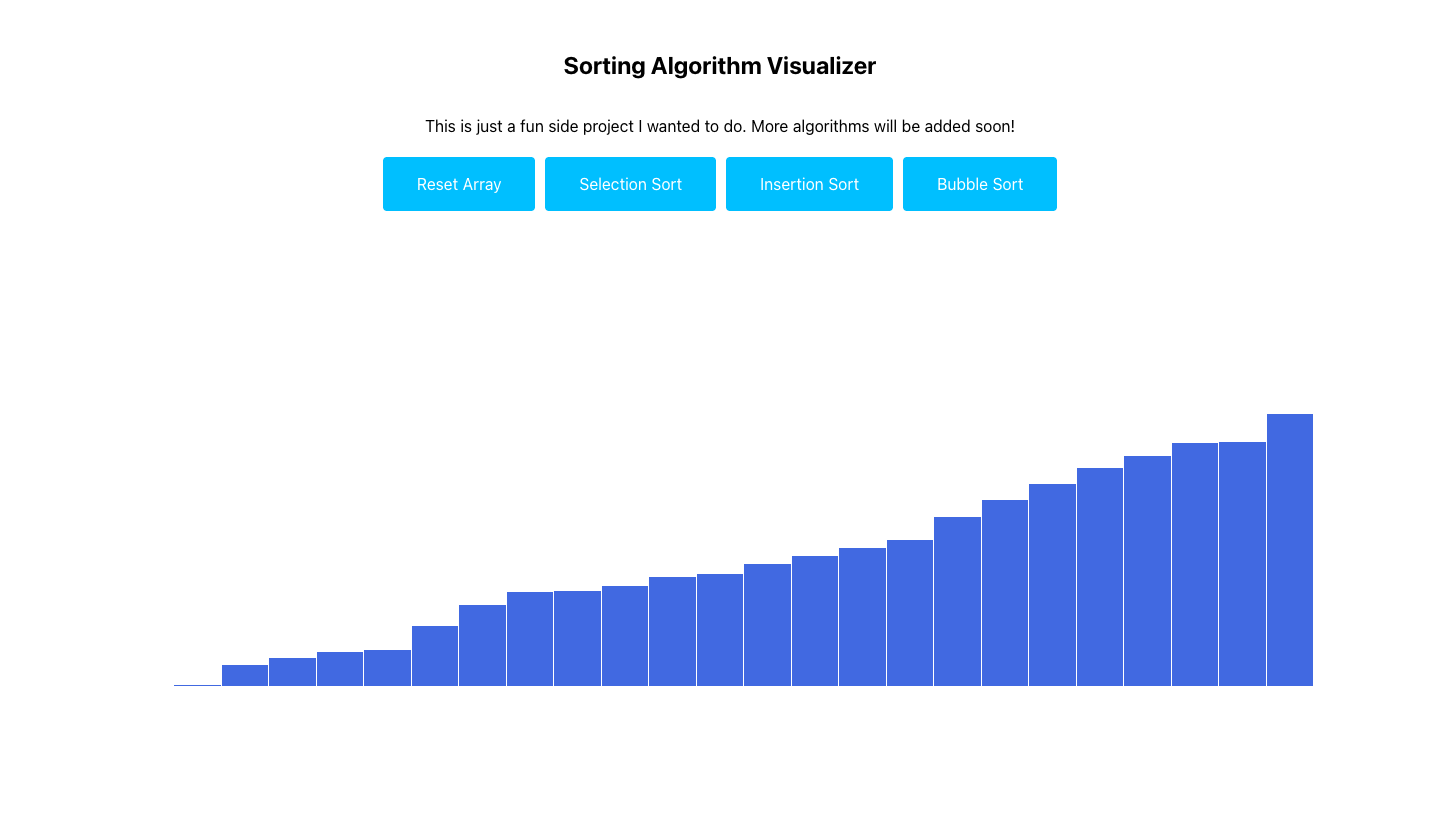 Sorting Algorithm Visualizer
This is just a fun side project I wanted to do. More algorithms will be added soon!
Reset Array
Selection Sort
Insertion Sort
Bubble Sort